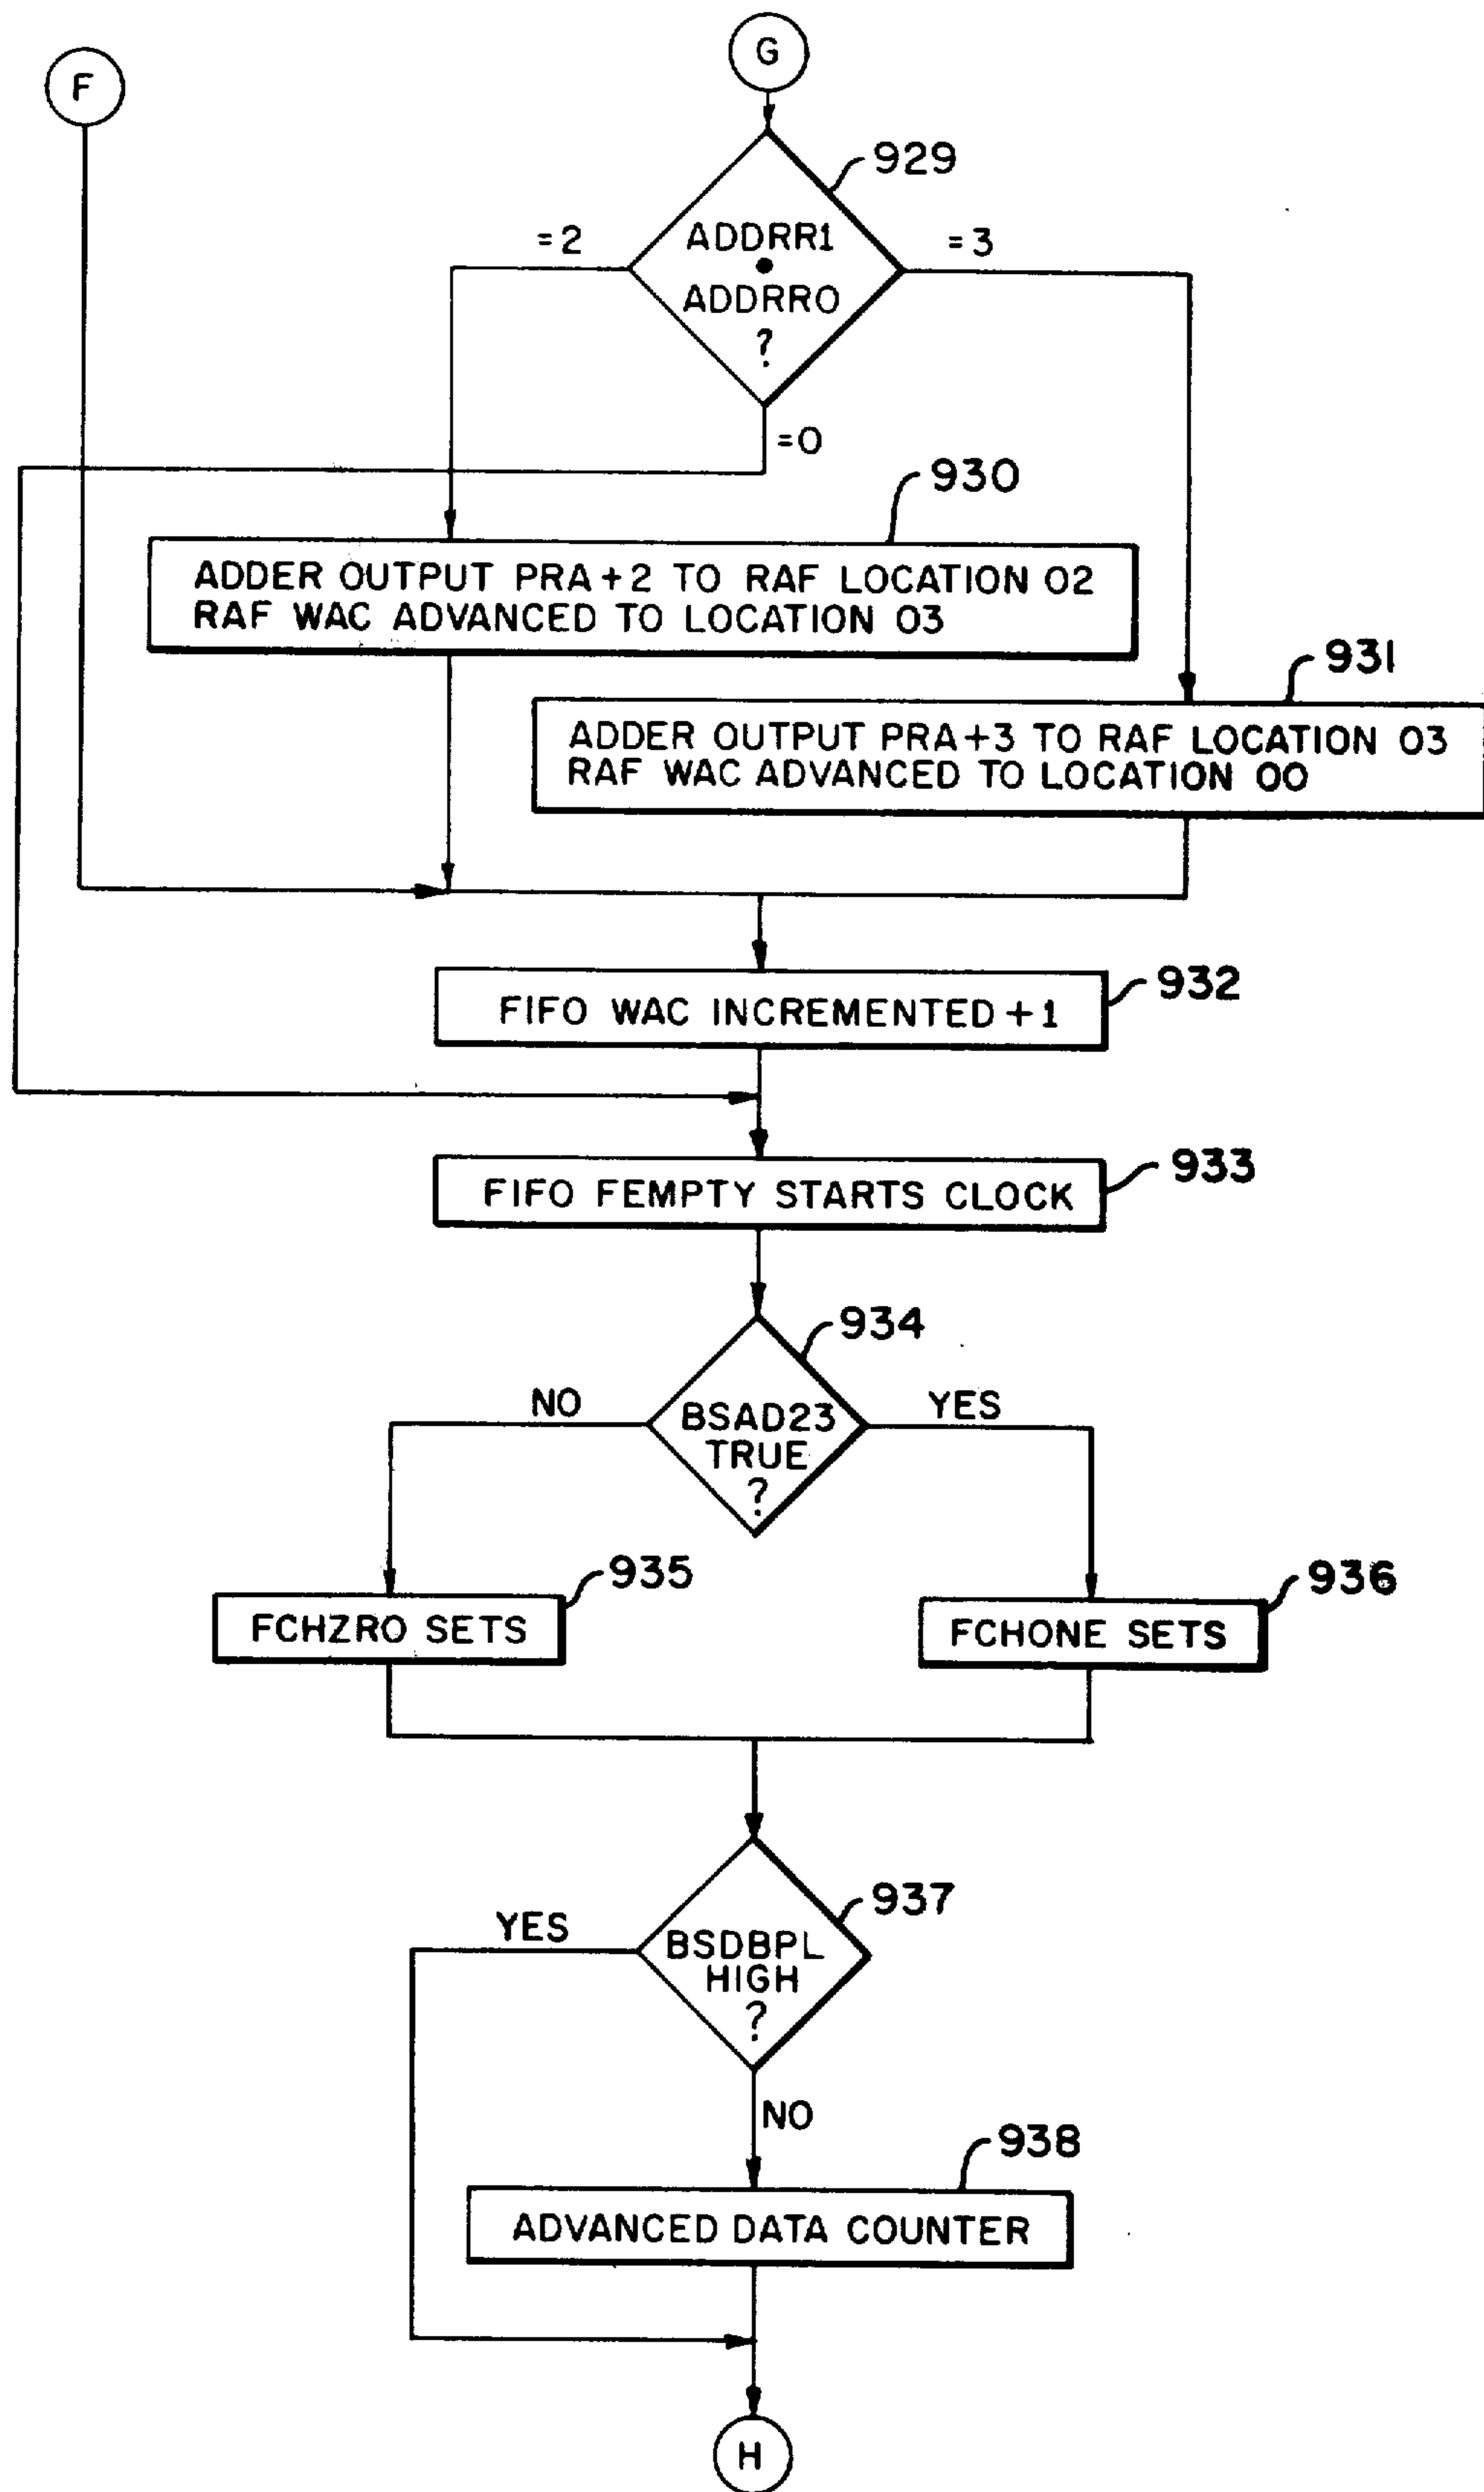 G
F
929
ADDRR1
•
ADDRR0
?
=2
=3
=0
930
ADDER OUTPUT PRA+2 TO RAF LOCATION 02
RAF WAC ADVANCED TO LOCATION 03
931
ADDER OUTPUT PRA+3 TO RAF LOCATION 03
RAF WAC ADVANCED TO LOCATION 00
932
FIFO WAC INCREMENTED +1
933
FIFO FEMPTY STARTS CLOCK
934
BSAD23
TRUE
?
NO
YES
935
FCHZRO SETS
936
FCHONE SETS
937
BSDBPL
HIGH
?
YES
NO
938
ADVANCED DATA COUNTER
H